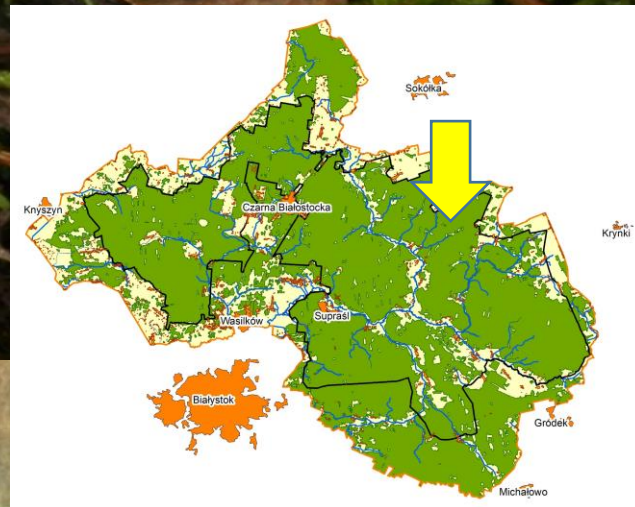 Sokółka
Knyszyn
Czarna Białostocka
Krynki
Wasilków
Supraśl
Białystok
Gródek
Michałowo